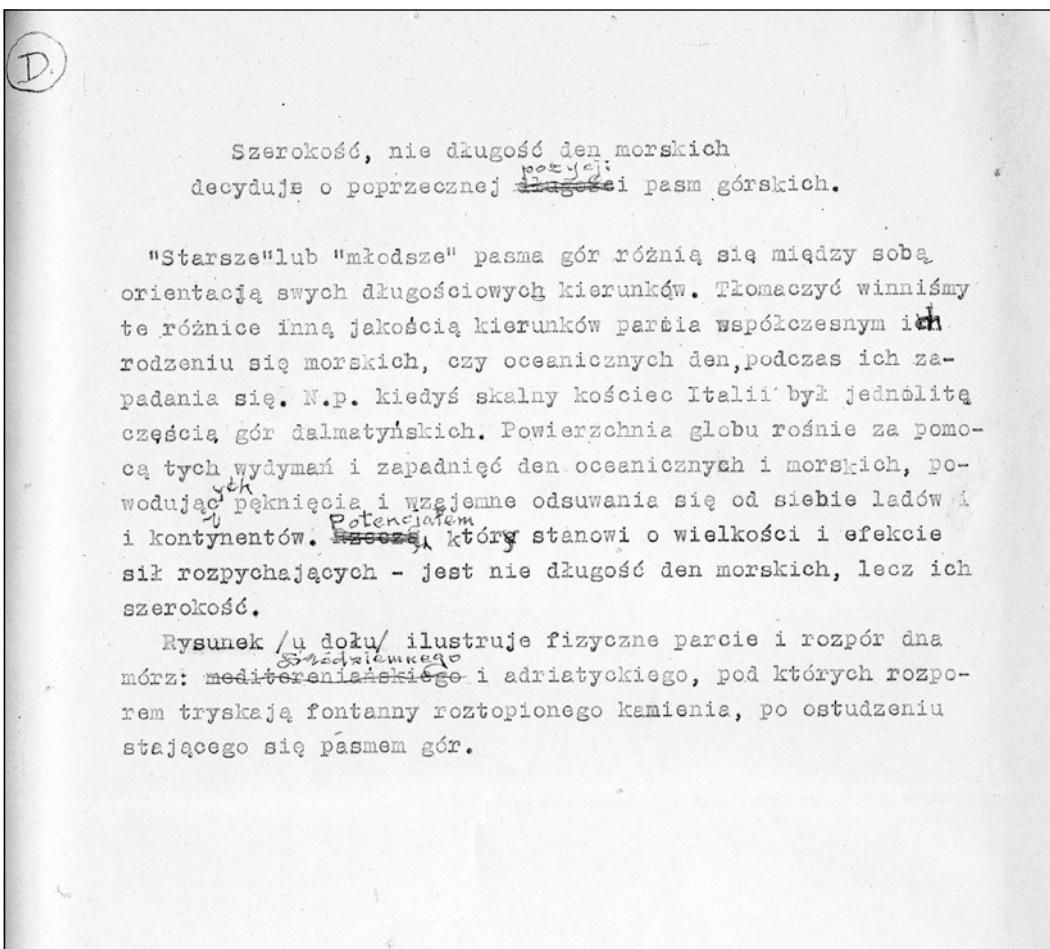 D.
Szerokość, nie długość den morskich
pozycji
decyduje o poprzecznej długości pasm górskich.
"Starsze"lub "młodsze" pasma gór różnią się między sobą
orientacją swych długościowych kierunków. Tłomaczyć winniśmy
te różnice inną jakością kierunków parcia współczesnym ich
rodzeniu się morskich, czy oceanicznych den,podczas ich za-
padania się. N.p. kiedyś skalny kościec Italii był jednolitą
częścią gór dalmatyńskich. Powierzchnia globu rośnie za pomo-
cą tych wydymań i zapadnięć den oceanicznych i morskich, po-
ych
wodując pęknięcia i wzajemne odsuwania się od siebie ladów i
Potencjałem
i kontynentów. Rzeczą, który stanowi o wielkości i efekcie
sił rozpychających - jest nie długość den morskich, lecz ich
szerokość.
Rysunek /u dołu/ ilustruje fizyczne parcie i rozpór dna
śródziemnego
mórz: meditereniańskiego i adriatyckiego, pod których rozpo-
rem tryskają fontanny roztopionego kamienia, po ostudzeniu
stającego się pasmem gór.